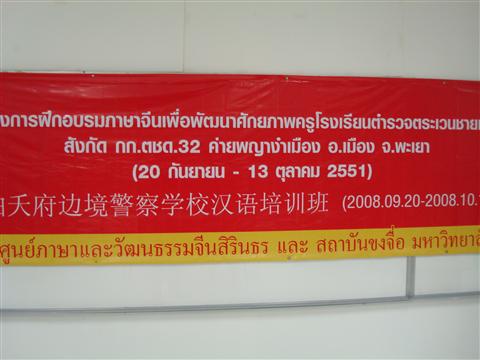 งการฝึกอบรมภาษาจีนเพื่อพัฒนาศักยภาพครูโรงเรียนตำรวจตระเวนชายแ
สังกัด กก.ตชด.32 ค่ายพญางำเมือง อ.เมือง จ.พะเยา
(20 กันยายน - 13 ตุลาคม 2551)
夭府边境警察学校汉语培训班 (2008.09.20-2008.10.1
ศูนย์ภาษาและวัฒนธรรมจีนสิรินธร และ สถาบันขงจื่อ มหาวิทยาลั